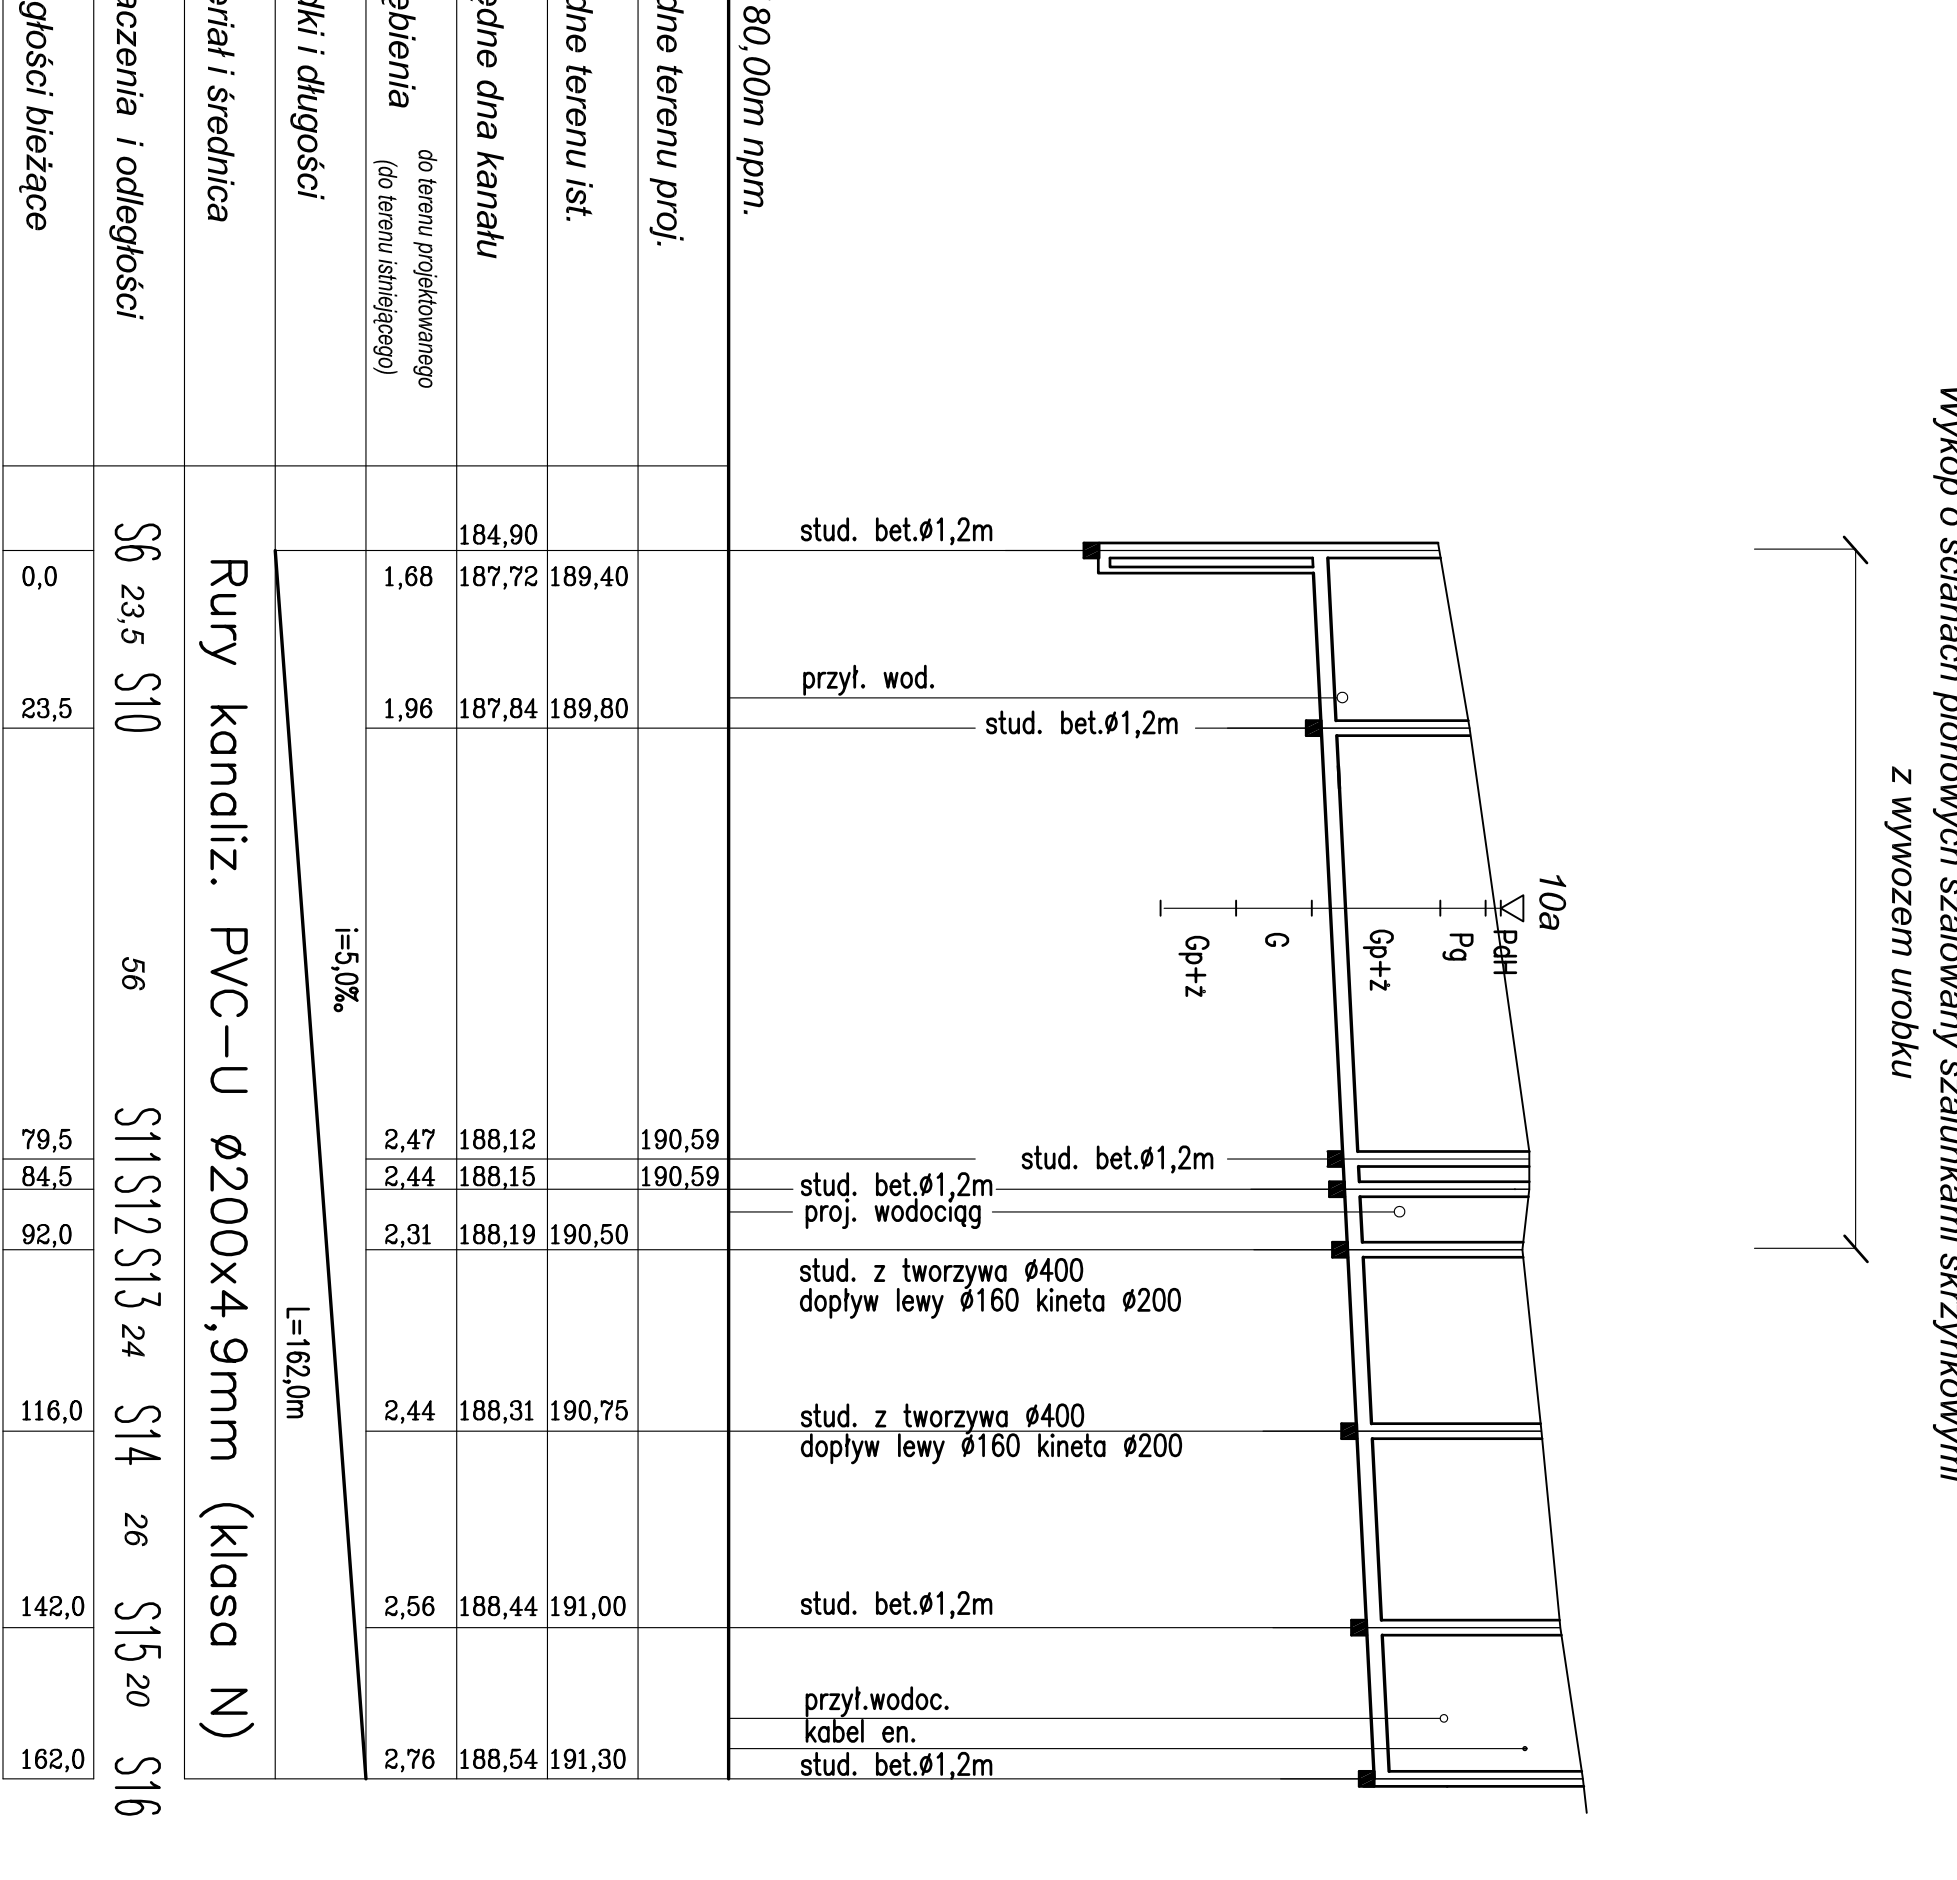 Wykop o ścianach pionowych szalowany szalunkami skrzynkowymi
z wywozem urobku
10a
PdH
Pg
Gp+ż
G
Gp+ż
80,00m npm.
stud. bet.ø1,2m
przył. wod.
stud. bet.ø1,2m
stud. bet.ø1,2m
stud. bet.ø1,2m
proj. wodociąg
stud. z tworzywa ø400
dopływ lewy ø160 kineta ø200
stud. z tworzywa ø400
dopływ lewy ø160 kineta ø200
stud. bet.ø1,2m
przył.wodoc.
kabel en.
stud. bet.ø1,2m
dne terenu proj.
190,59
190,59
dne terenu ist.
189,40
189,80
190,50
190,75
191,00
191,30
ędne dna kanału
184,90
187,72
187,84
188,12
188,15
188,19
188,31
188,44
188,54
ębienia
do terenu projektowanego
(do terenu istniejącego)
1,68
1,96
2,47
2,44
2,31
2,44
2,56
2,76
dki i długości
i=5,0‰
L=162,0m
eriał i średnica
Rury kanaliz. PVC-U ø200x4,9mm (klasa N)
aczenia i odległości
S6 23,5 S10 56 S11 S12 S13 24 S14 26 S15 20 S16
głości bieżące
0,0
23,5
79,5
84,5
92,0
116,0
142,0
162,0